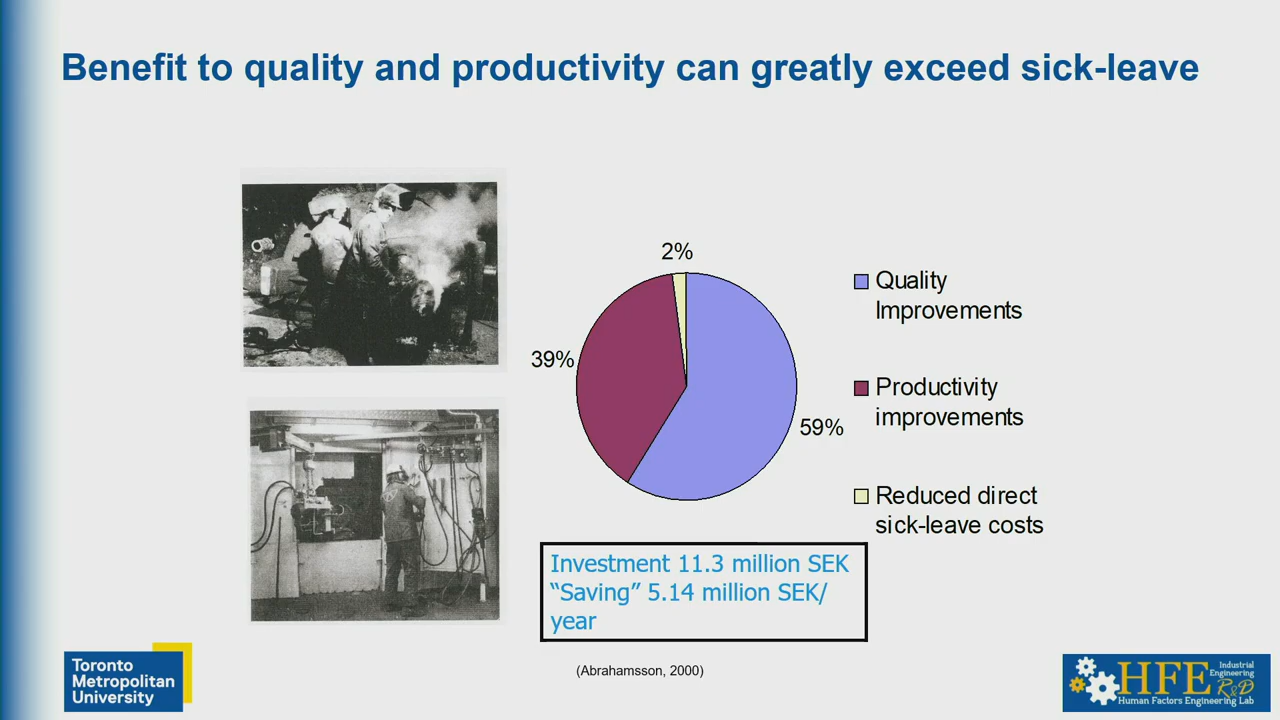 Benefit to quality and productivity can greatly exceed sick-leave
2%
39%
59%
Quality
Improvements
Productivity
improvements
Reduced direct
sick-leave costs
Investment 11.3 million SEK
“Saving” 5.14 million SEK/
year
(Abrahamsson, 2000)
Toronto
Metropolitan
University
HFE
Industrial
Engineering
R&D
Human Factors Engineering Lab